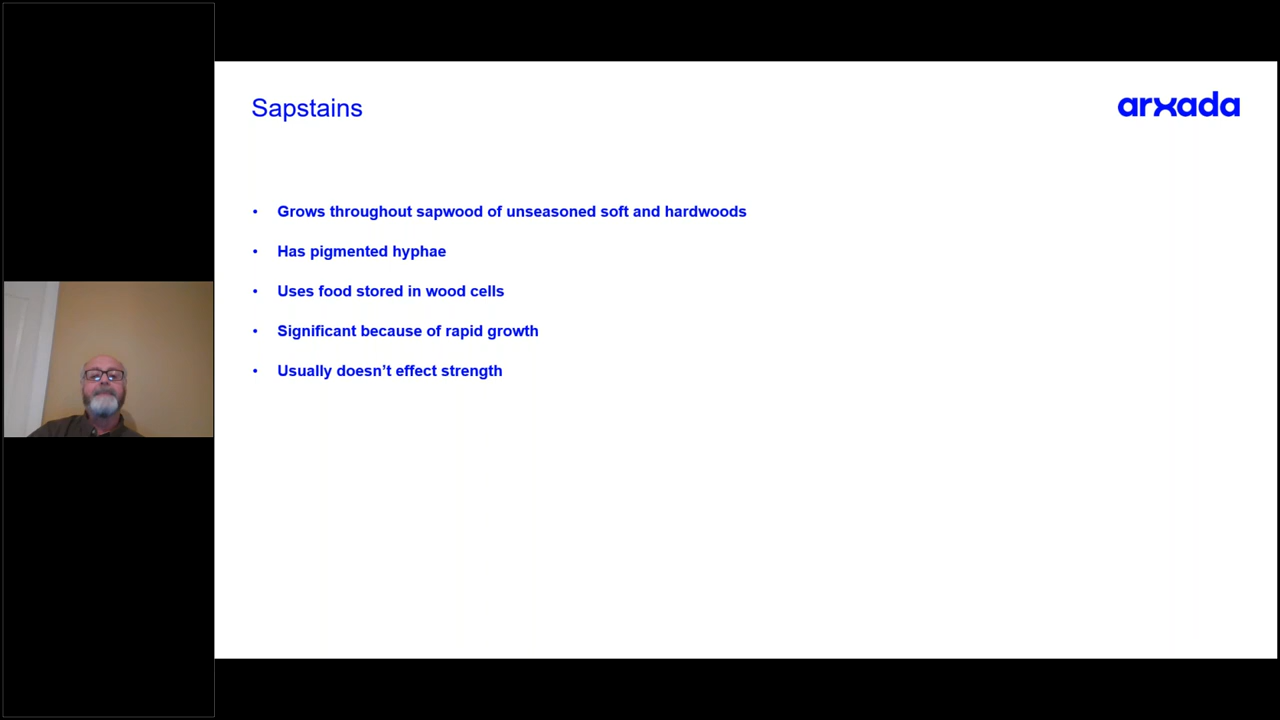 Sapstains
arxada
• Grows throughout sapwood of unseasoned soft and hardwoods
• Has pigmented hyphae
• Uses food stored in wood cells
• Significant because of rapid growth
• Usually doesn’t effect strength